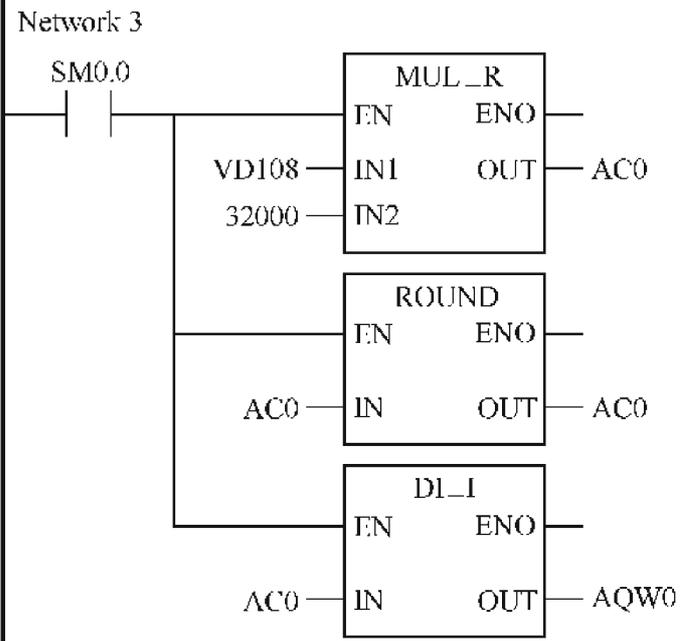 Network 3
SM0.0
MUL_R
EN ENO
VD108 IN1 OUT AC0
32000 IN2
ROUND
EN ENO
AC0 IN OUT AC0
DI_I
EN ENO
AC0 IN OUT AQW0